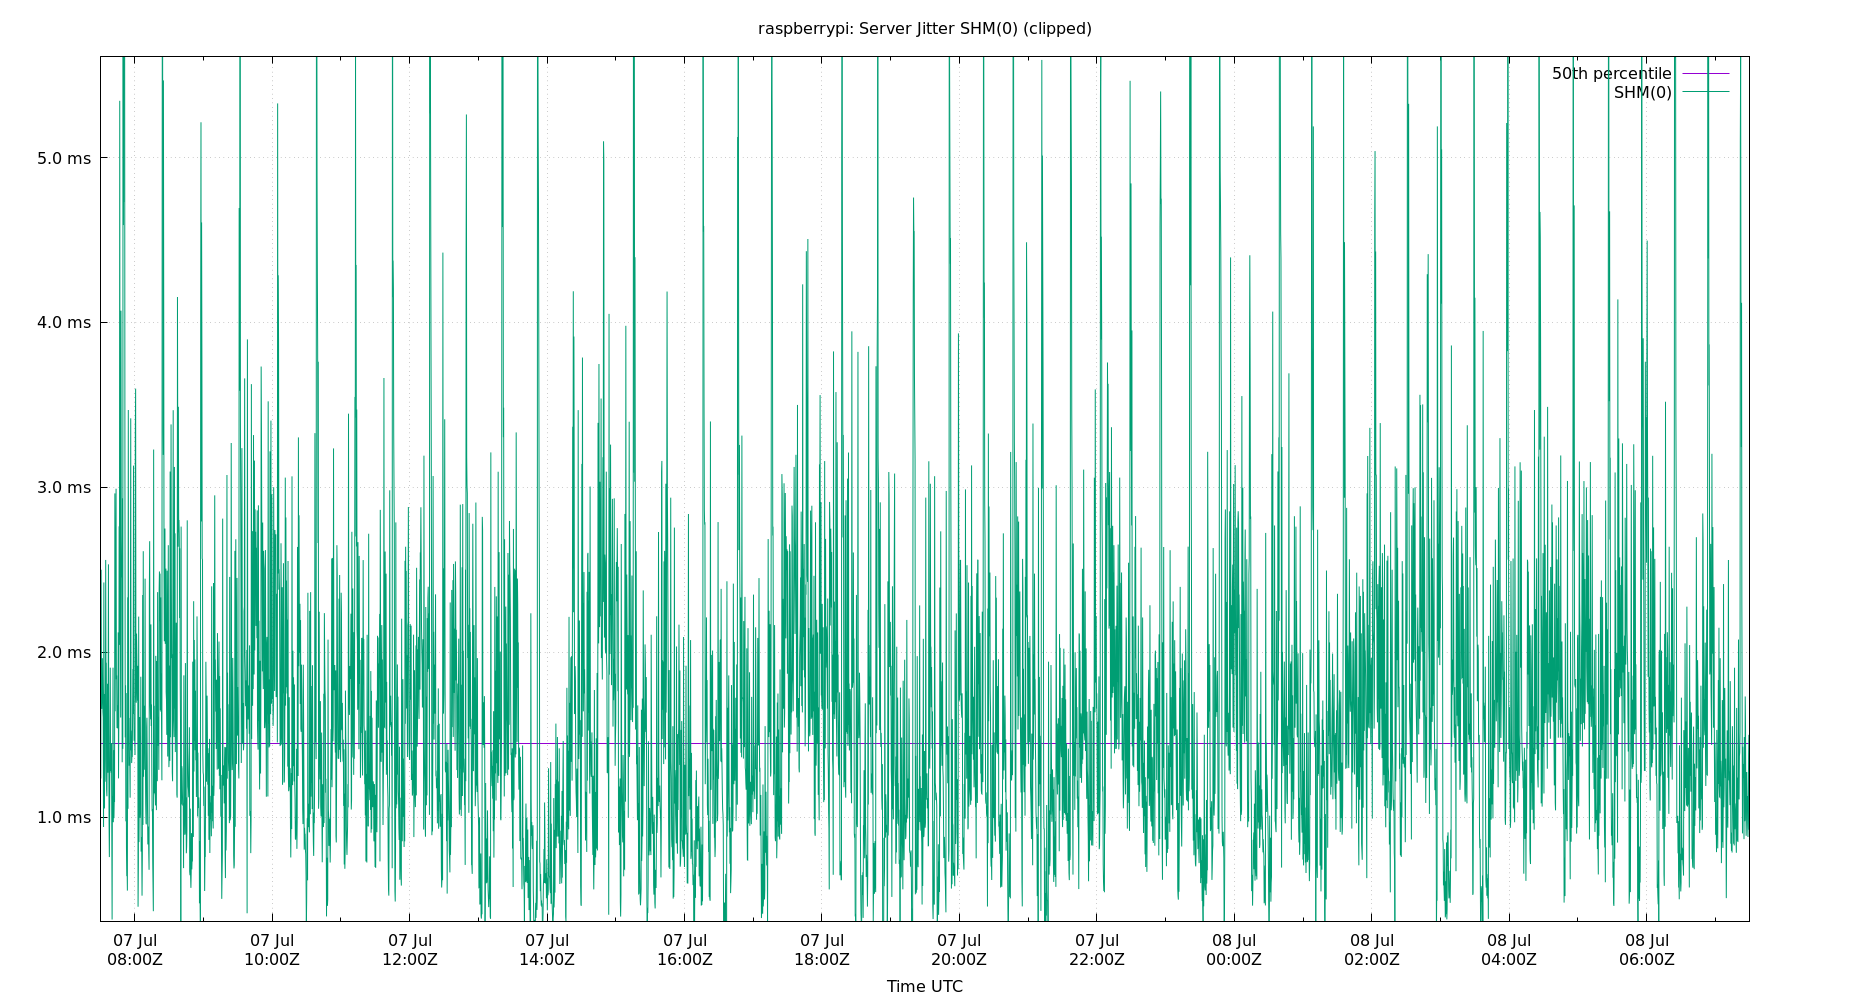 raspberrypi: Server Jitter SHM(0) (clipped)
50th percentile
SHM(0)
5.0 ms
4.0 ms
3.0 ms
2.0 ms
1.0 ms
07 Jul 07 Jul 07 Jul 07 Jul 07 Jul 07 Jul 07 Jul 07 Jul 08 Jul 08 Jul 08 Jul 08 Jul
08:00Z 10:00Z 12:00Z 14:00Z 16:00Z 18:00Z 20:00Z 22:00Z 00:00Z 02:00Z 04:00Z 06:00Z
Time UTC